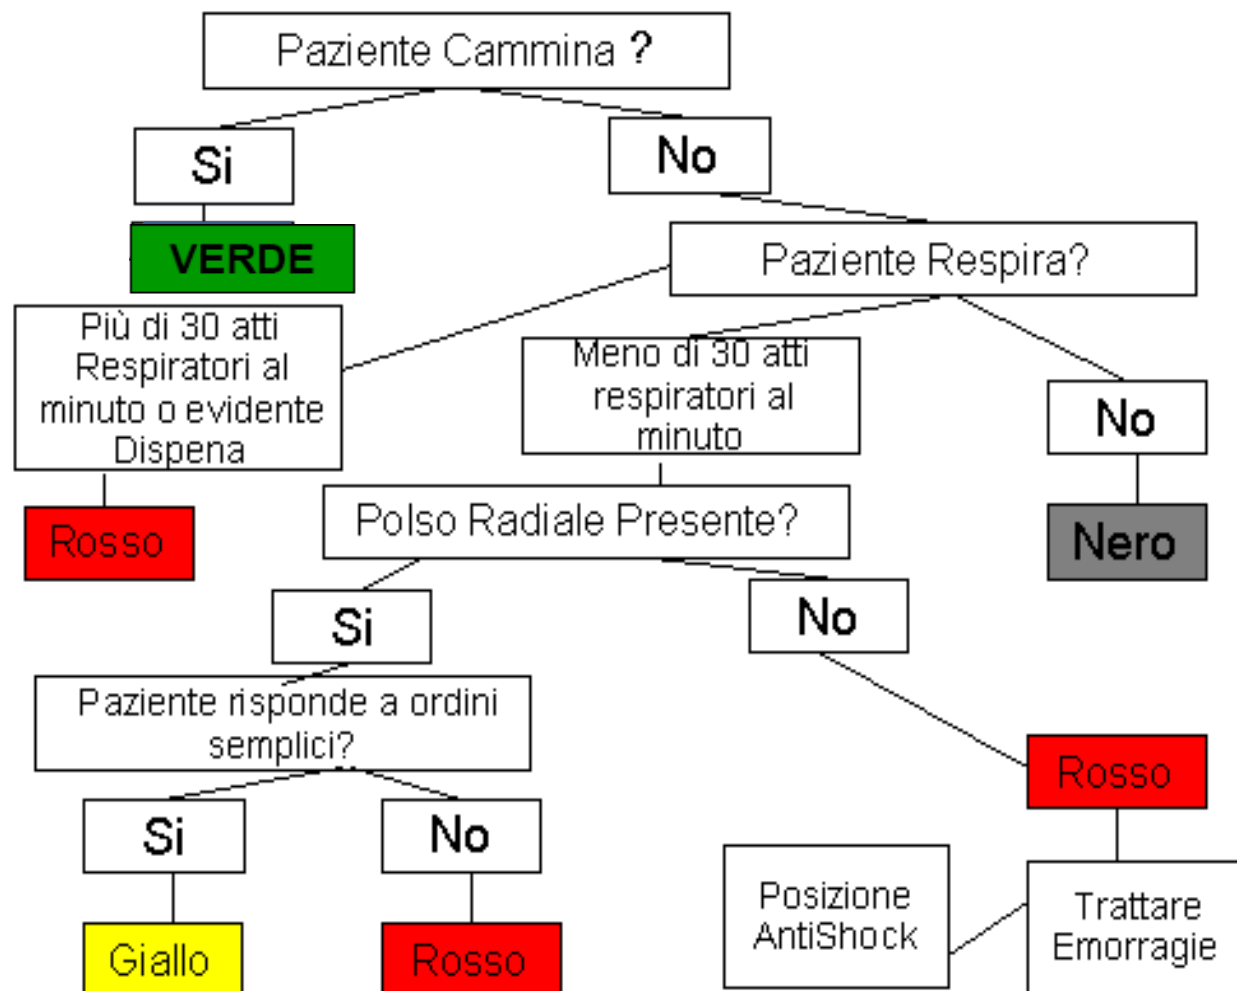 Paziente Cammina ?
Si
No
VERDE
Paziente Respira?
Più di 30 atti
Respiratori al
minuto o evidente
Dispena
Meno di 30 atti
respiratori al
minuto
No
Rosso
Polso Radiale Presente?
Nero
Si
No
Paziente risponde a ordini
semplici?
Rosso
Si
No
Posizione
AntiShock
Trattare
Emorragie
Giallo
Rosso